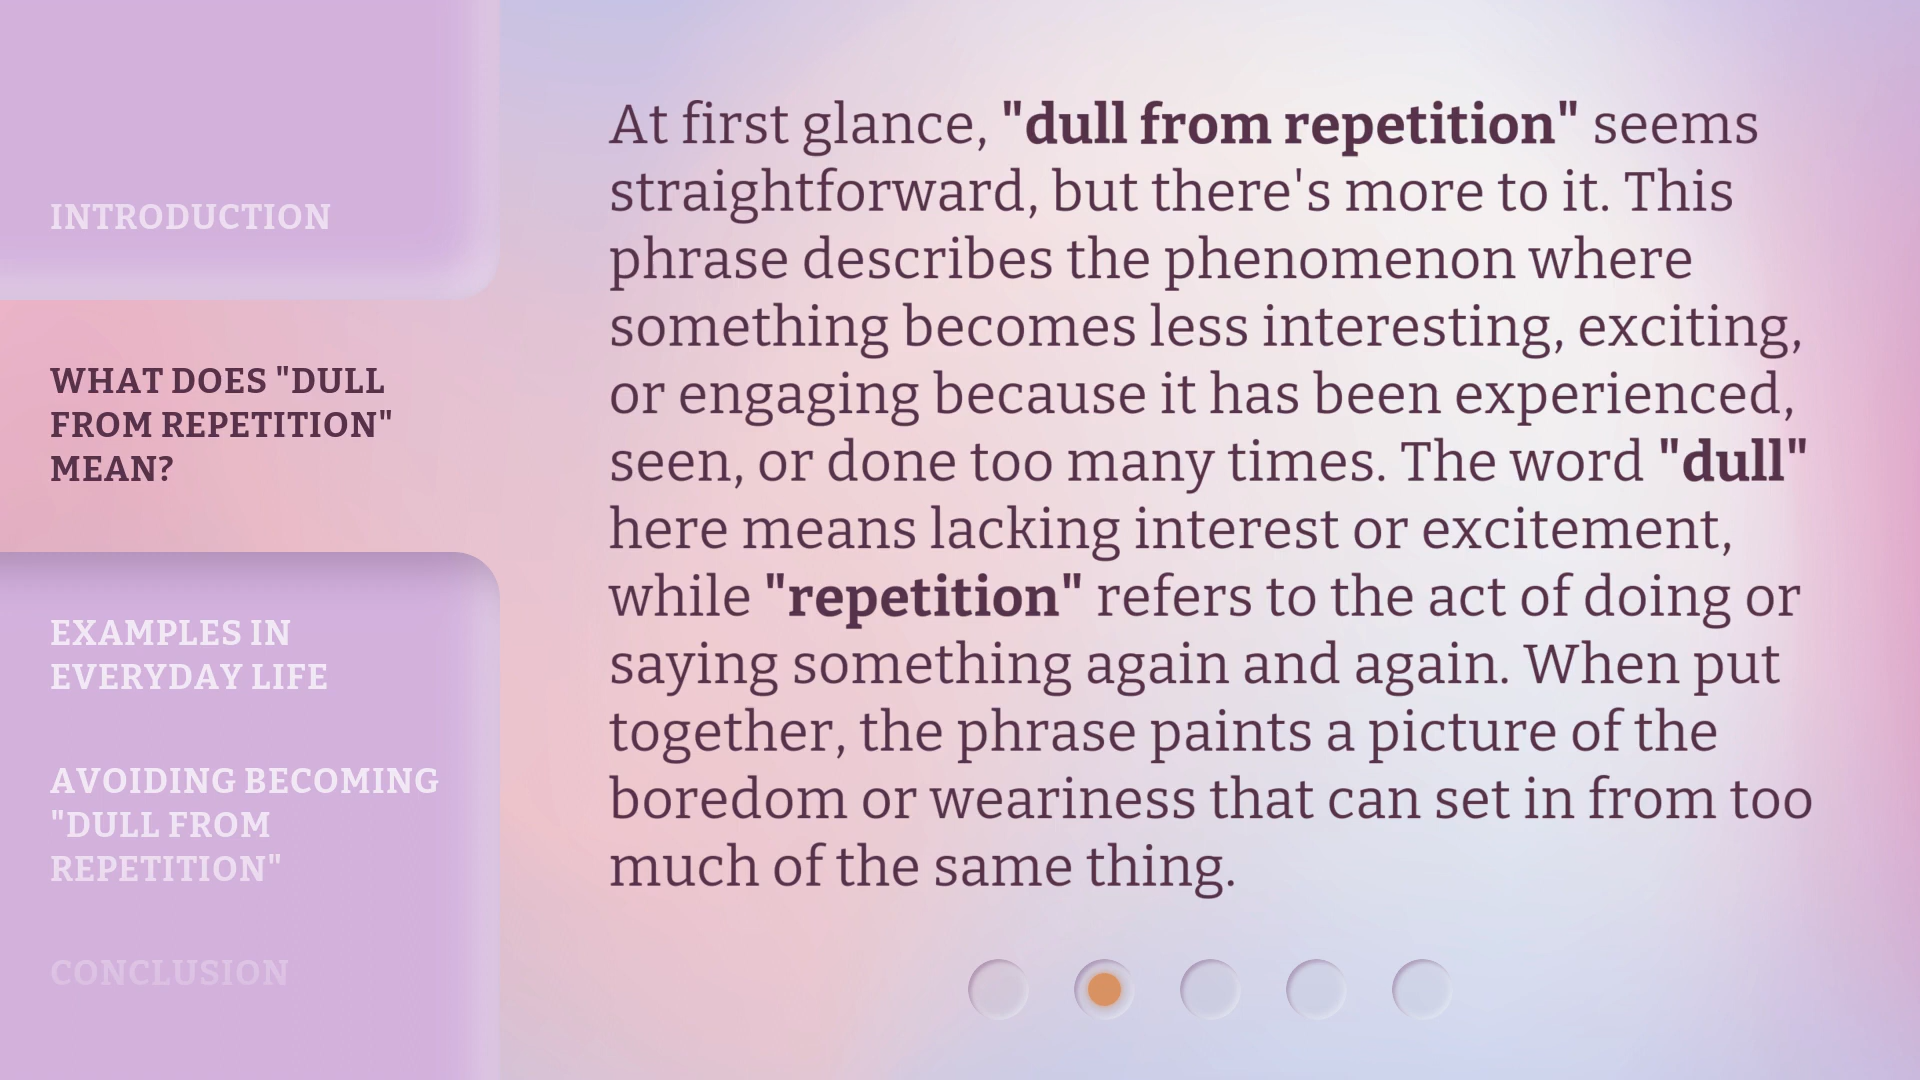 INTRODUCTION
WHAT DOES "DULL
FROM REPETITION"
MEAN?
EXAMPLES IN
EVERYDAY LIFE
AVOIDING BECOMING
"DULL FROM
REPETITION"
CONCLUSION
At first glance, "dull from repetition" seems
straightforward, but there's more to it. This
phrase describes the phenomenon where
something becomes less interesting, exciting,
or engaging because it has been experienced,
seen, or done too many times. The word "dull"
here means lacking interest or excitement,
while "repetition" refers to the act of doing or
saying something again and again. When put
together, the phrase paints a picture of the
boredom or weariness that can set in from too
much of the same thing.